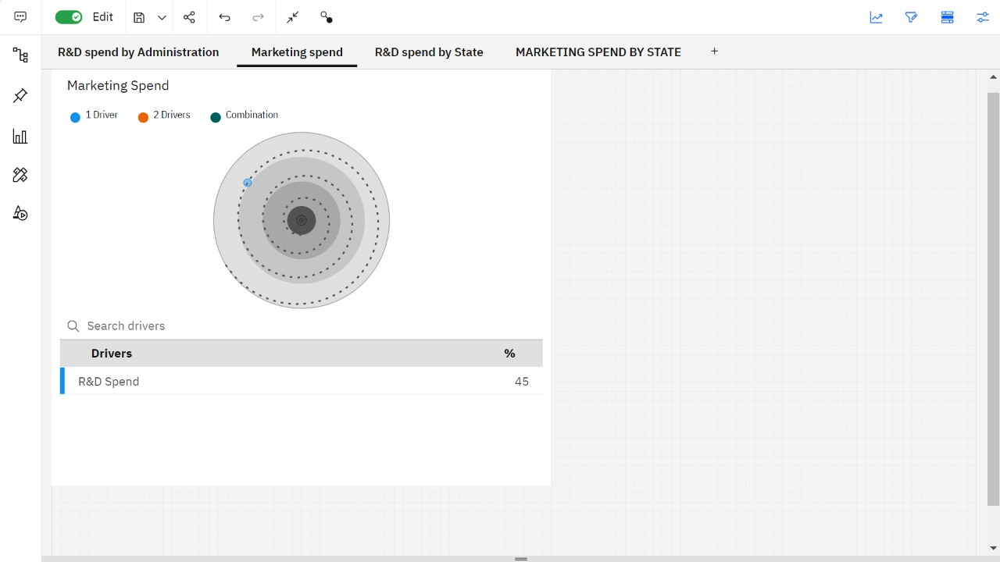 Edit
R&D spend by Administration
Marketing spend
R&D spend by State
MARKETING SPEND BY STATE
+
Marketing Spend
1 Driver
2 Drivers
Combination
Search drivers
Drivers %
R&D Spend 45